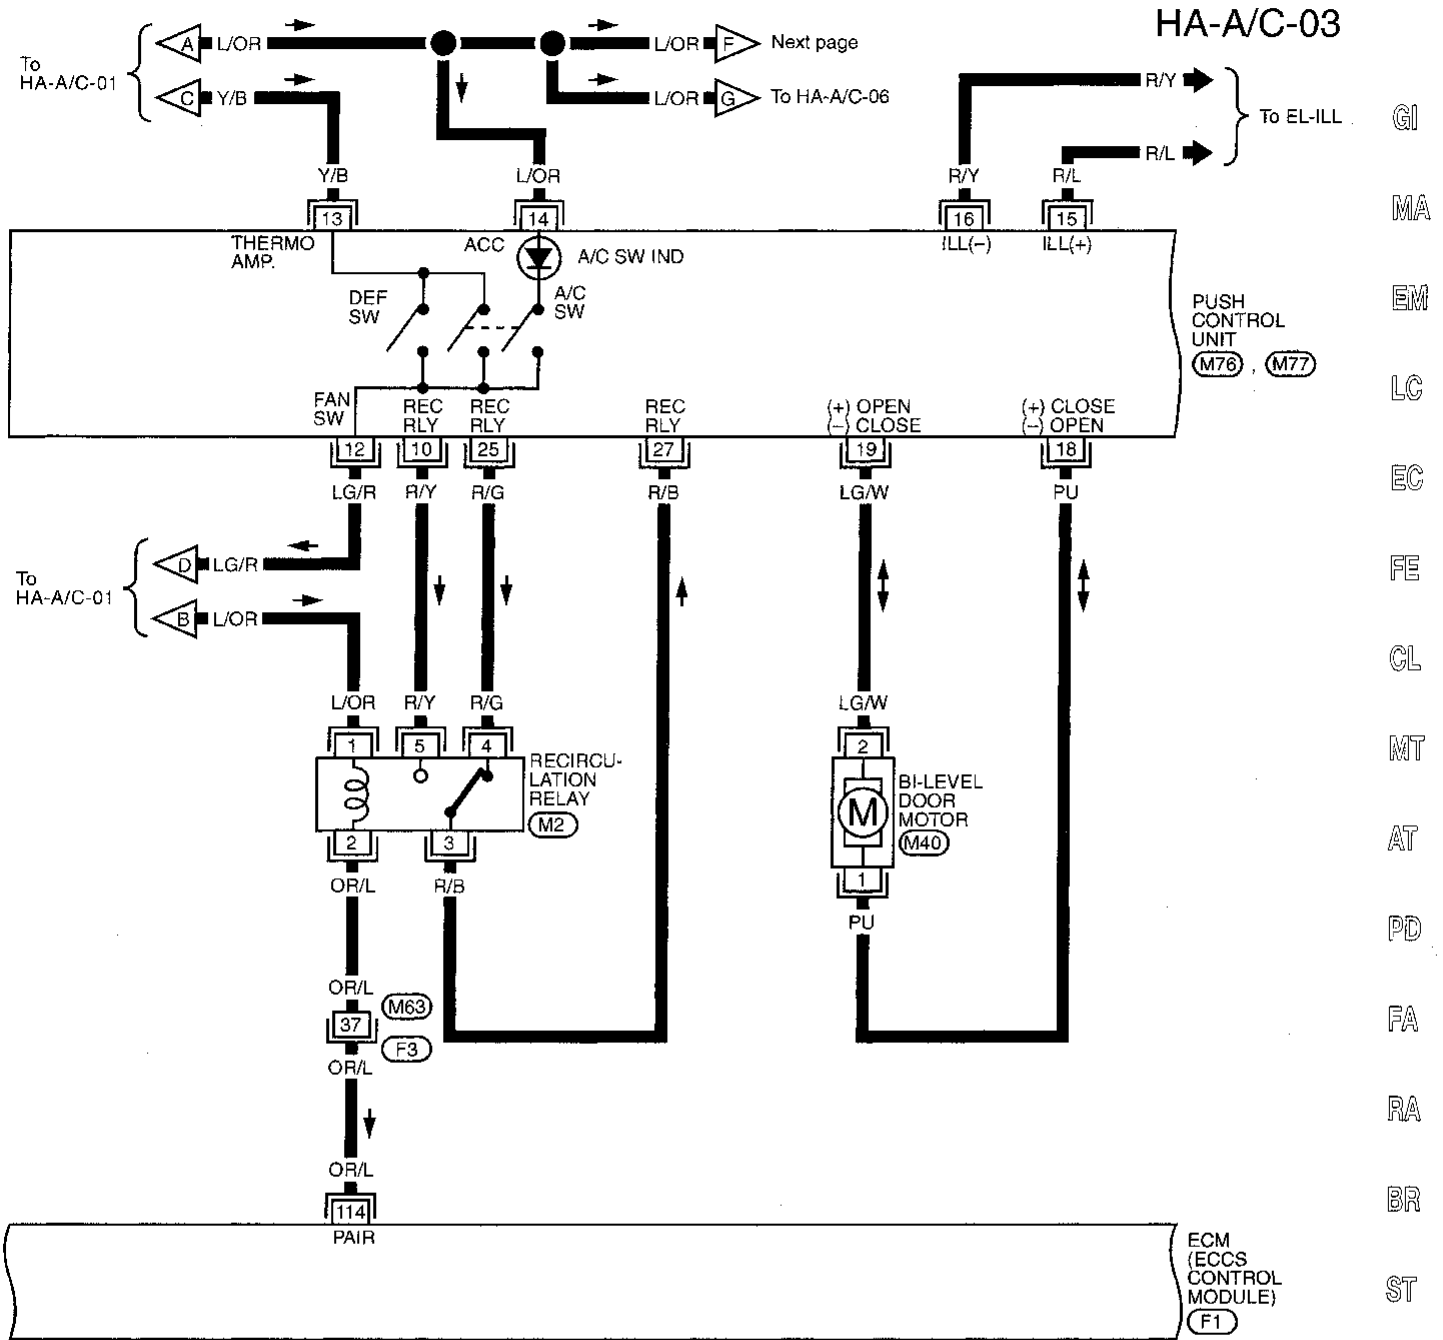 HA-A/C-03
To
HA-A/C-01
A L/OR L/OR F Next page
C Y/B L/OR G To HA-A/C-06
R/Y
R/L
To EL-ILL
Y/B L/OR R/Y R/L
13 14 16 15
THERMO
AMP.
ACC
A/C SW IND
ILL(-) ILL(+)
DEF
SW
A/C
SW
PUSH
CONTROL
UNIT
M76 , M77
FAN
SW
REC
RLY
REC
RLY
REC
RLY
(+) OPEN
(-) CLOSE
(+) CLOSE
(-) OPEN
12 10 25 27 19 18
LG/R R/Y R/G R/B LG/W PU
To
HA-A/C-01
D LG/R
B L/OR
L/OR R/Y R/G LG/W
1 5 4 2
RECIRCU-
LATION
RELAY
M2
BI-LEVEL
DOOR
MOTOR
M40
M
2 3 1
OR/L R/B PU
OR/L
M63
37
F3
OR/L
OR/L
114
PAIR
ECM
(ECCS
CONTROL
MODULE)
F1
GI
MA
EM
LC
EC
FE
CL
MT
AT
PD
FA
RA
BR
ST